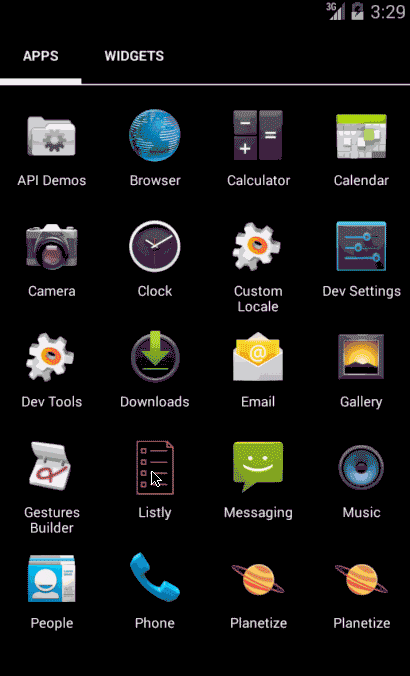 3G 3:29
APPS WIDGETS
API Demos Browser Calculator Calendar
Camera Clock Custom Locale Dev Settings
Dev Tools Downloads Email Gallery
Gestures Builder Listly Messaging Music
People Phone Planetize Planetize